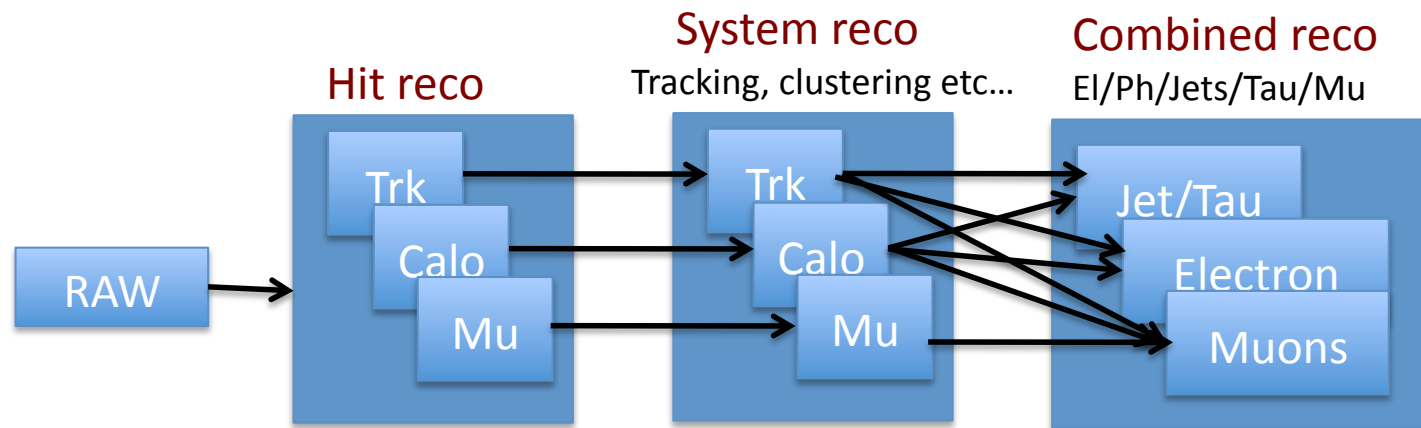 RAW
Hit reco
Trk
Calo
Mu
System reco
Tracking, clustering etc…
Trk
Calo
Mu
Combined reco
El/Ph/Jets/Tau/Mu
Jet/Tau
Electron
Muons